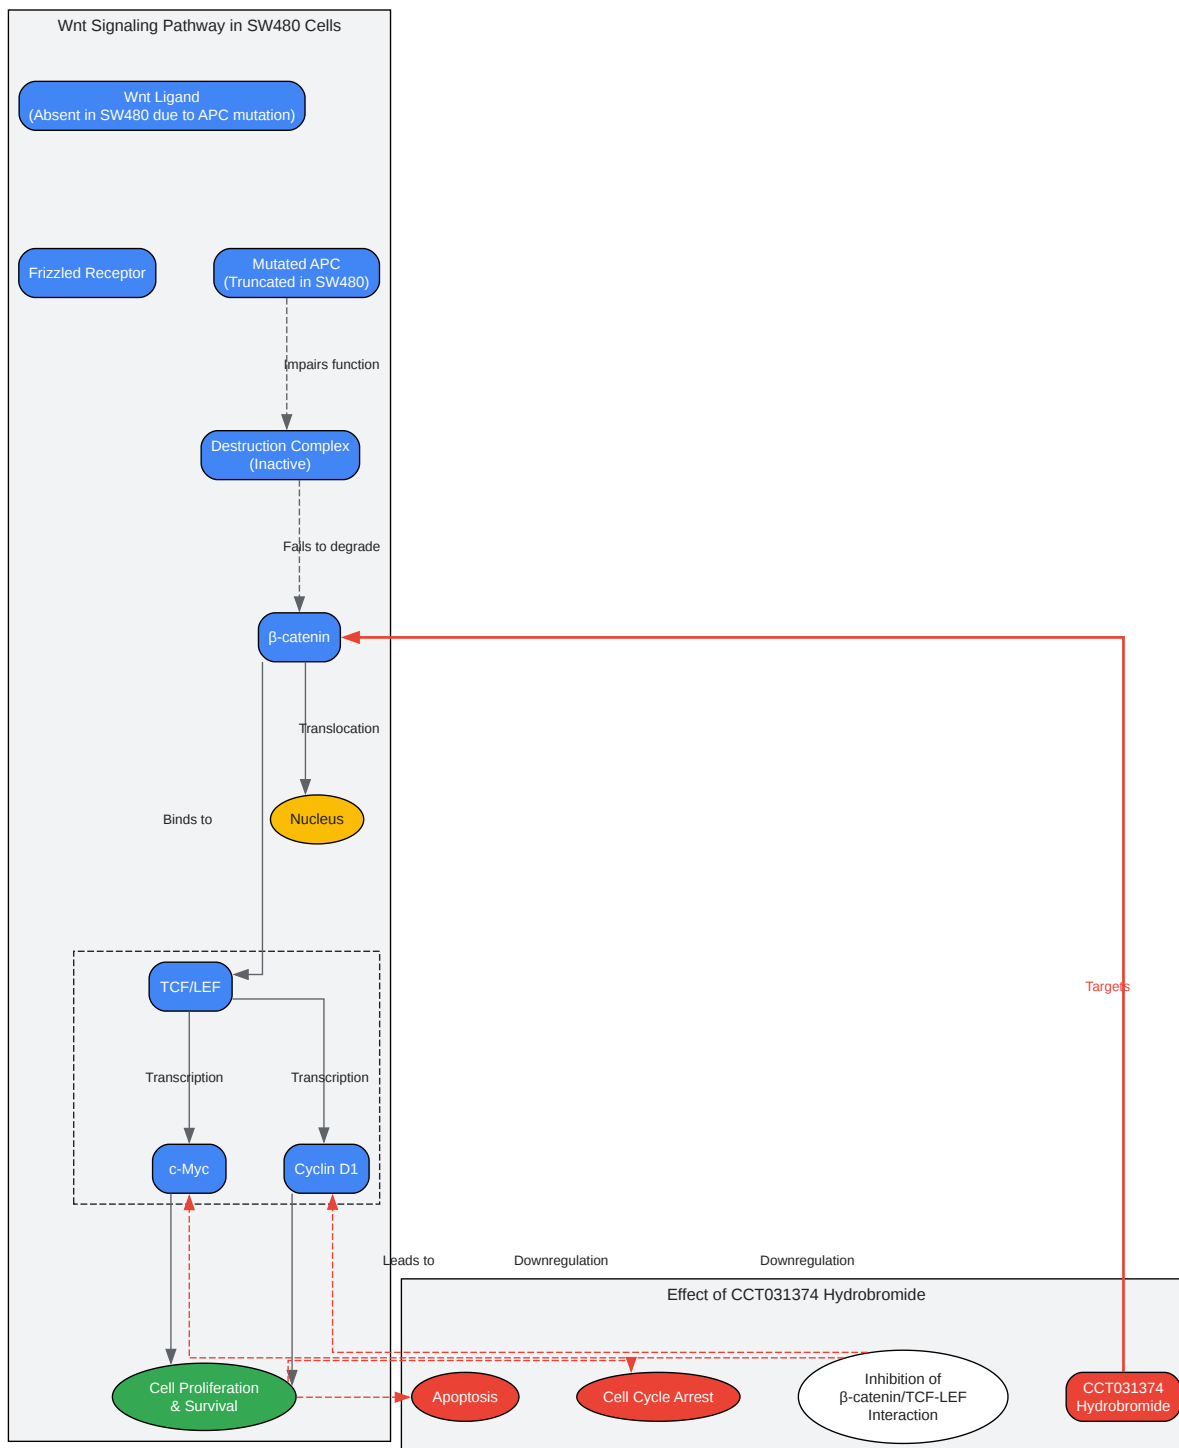 Wnt Signaling Pathway in SW480 Cells
Wnt Ligand
(Absent in SW480 due to APC mutation)
Frizzled Receptor
Mutated APC
(Truncated in SW480)
Impairs function
Destruction Complex
(Inactive)
Fails to degrade
β-catenin
Translocation
Binds to
Nucleus
TCF/LEF
Targets
Transcription
Transcription
c-Myc
Cyclin D1
Leads to
Downregulation
Downregulation
Effect of CCT031374 Hydrobromide
Cell Proliferation
& Survival
Apoptosis
Cell Cycle Arrest
Inhibition of
β-catenin/TCF-LEF
Interaction
CCT031374
Hydrobromide